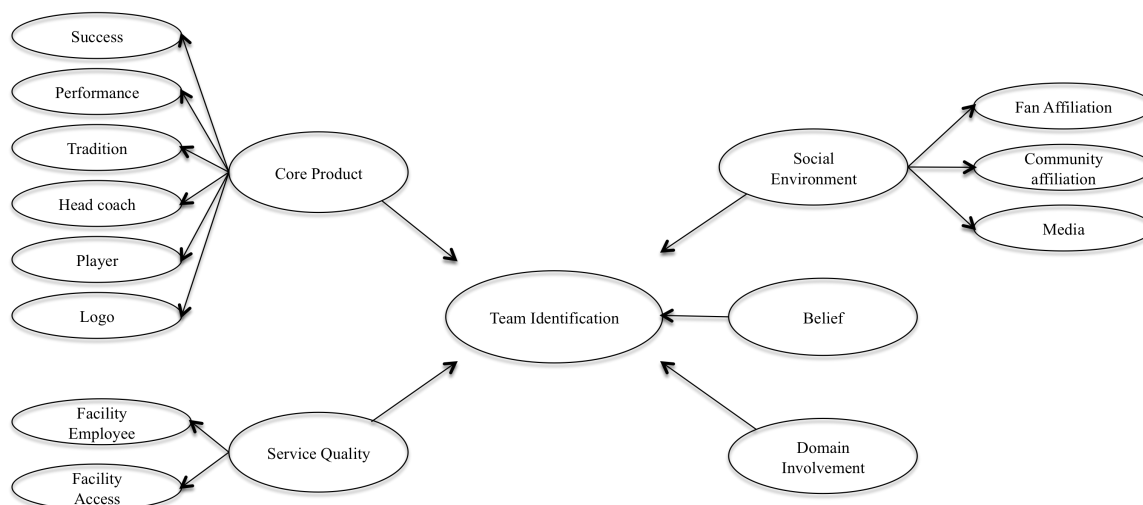 Success
Performance
Tradition
Head coach
Player
Logo
Core Product
Facility
Employee
Facility
Access
Service Quality
Team Identification
Social
Environment
Fan Affiliation
Community
affiliation
Media
Belief
Domain
Involvement